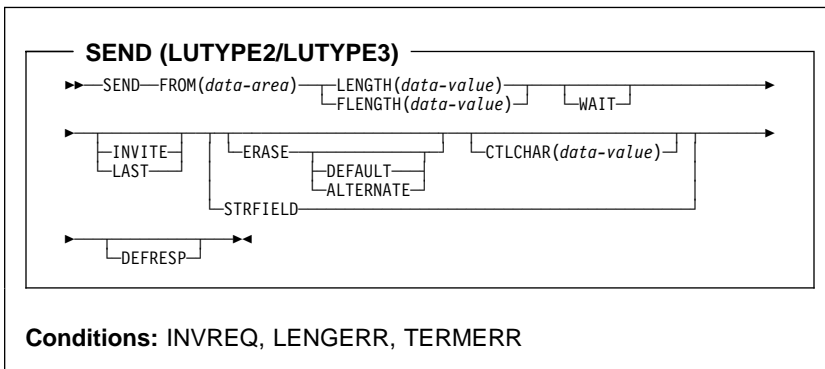 SEND (LUTYPE2/LUTYPE3)
SEND FROM(data-area) LENGTH(data-value)
FLENGTH(data-value) WAIT
INVITE ERASE CTLCHAR(data-value)
LAST DEFAULT
ALTERNATE
STRFIELD
DEFRESP
Conditions: INVREQ, LENGERR, TERMERR